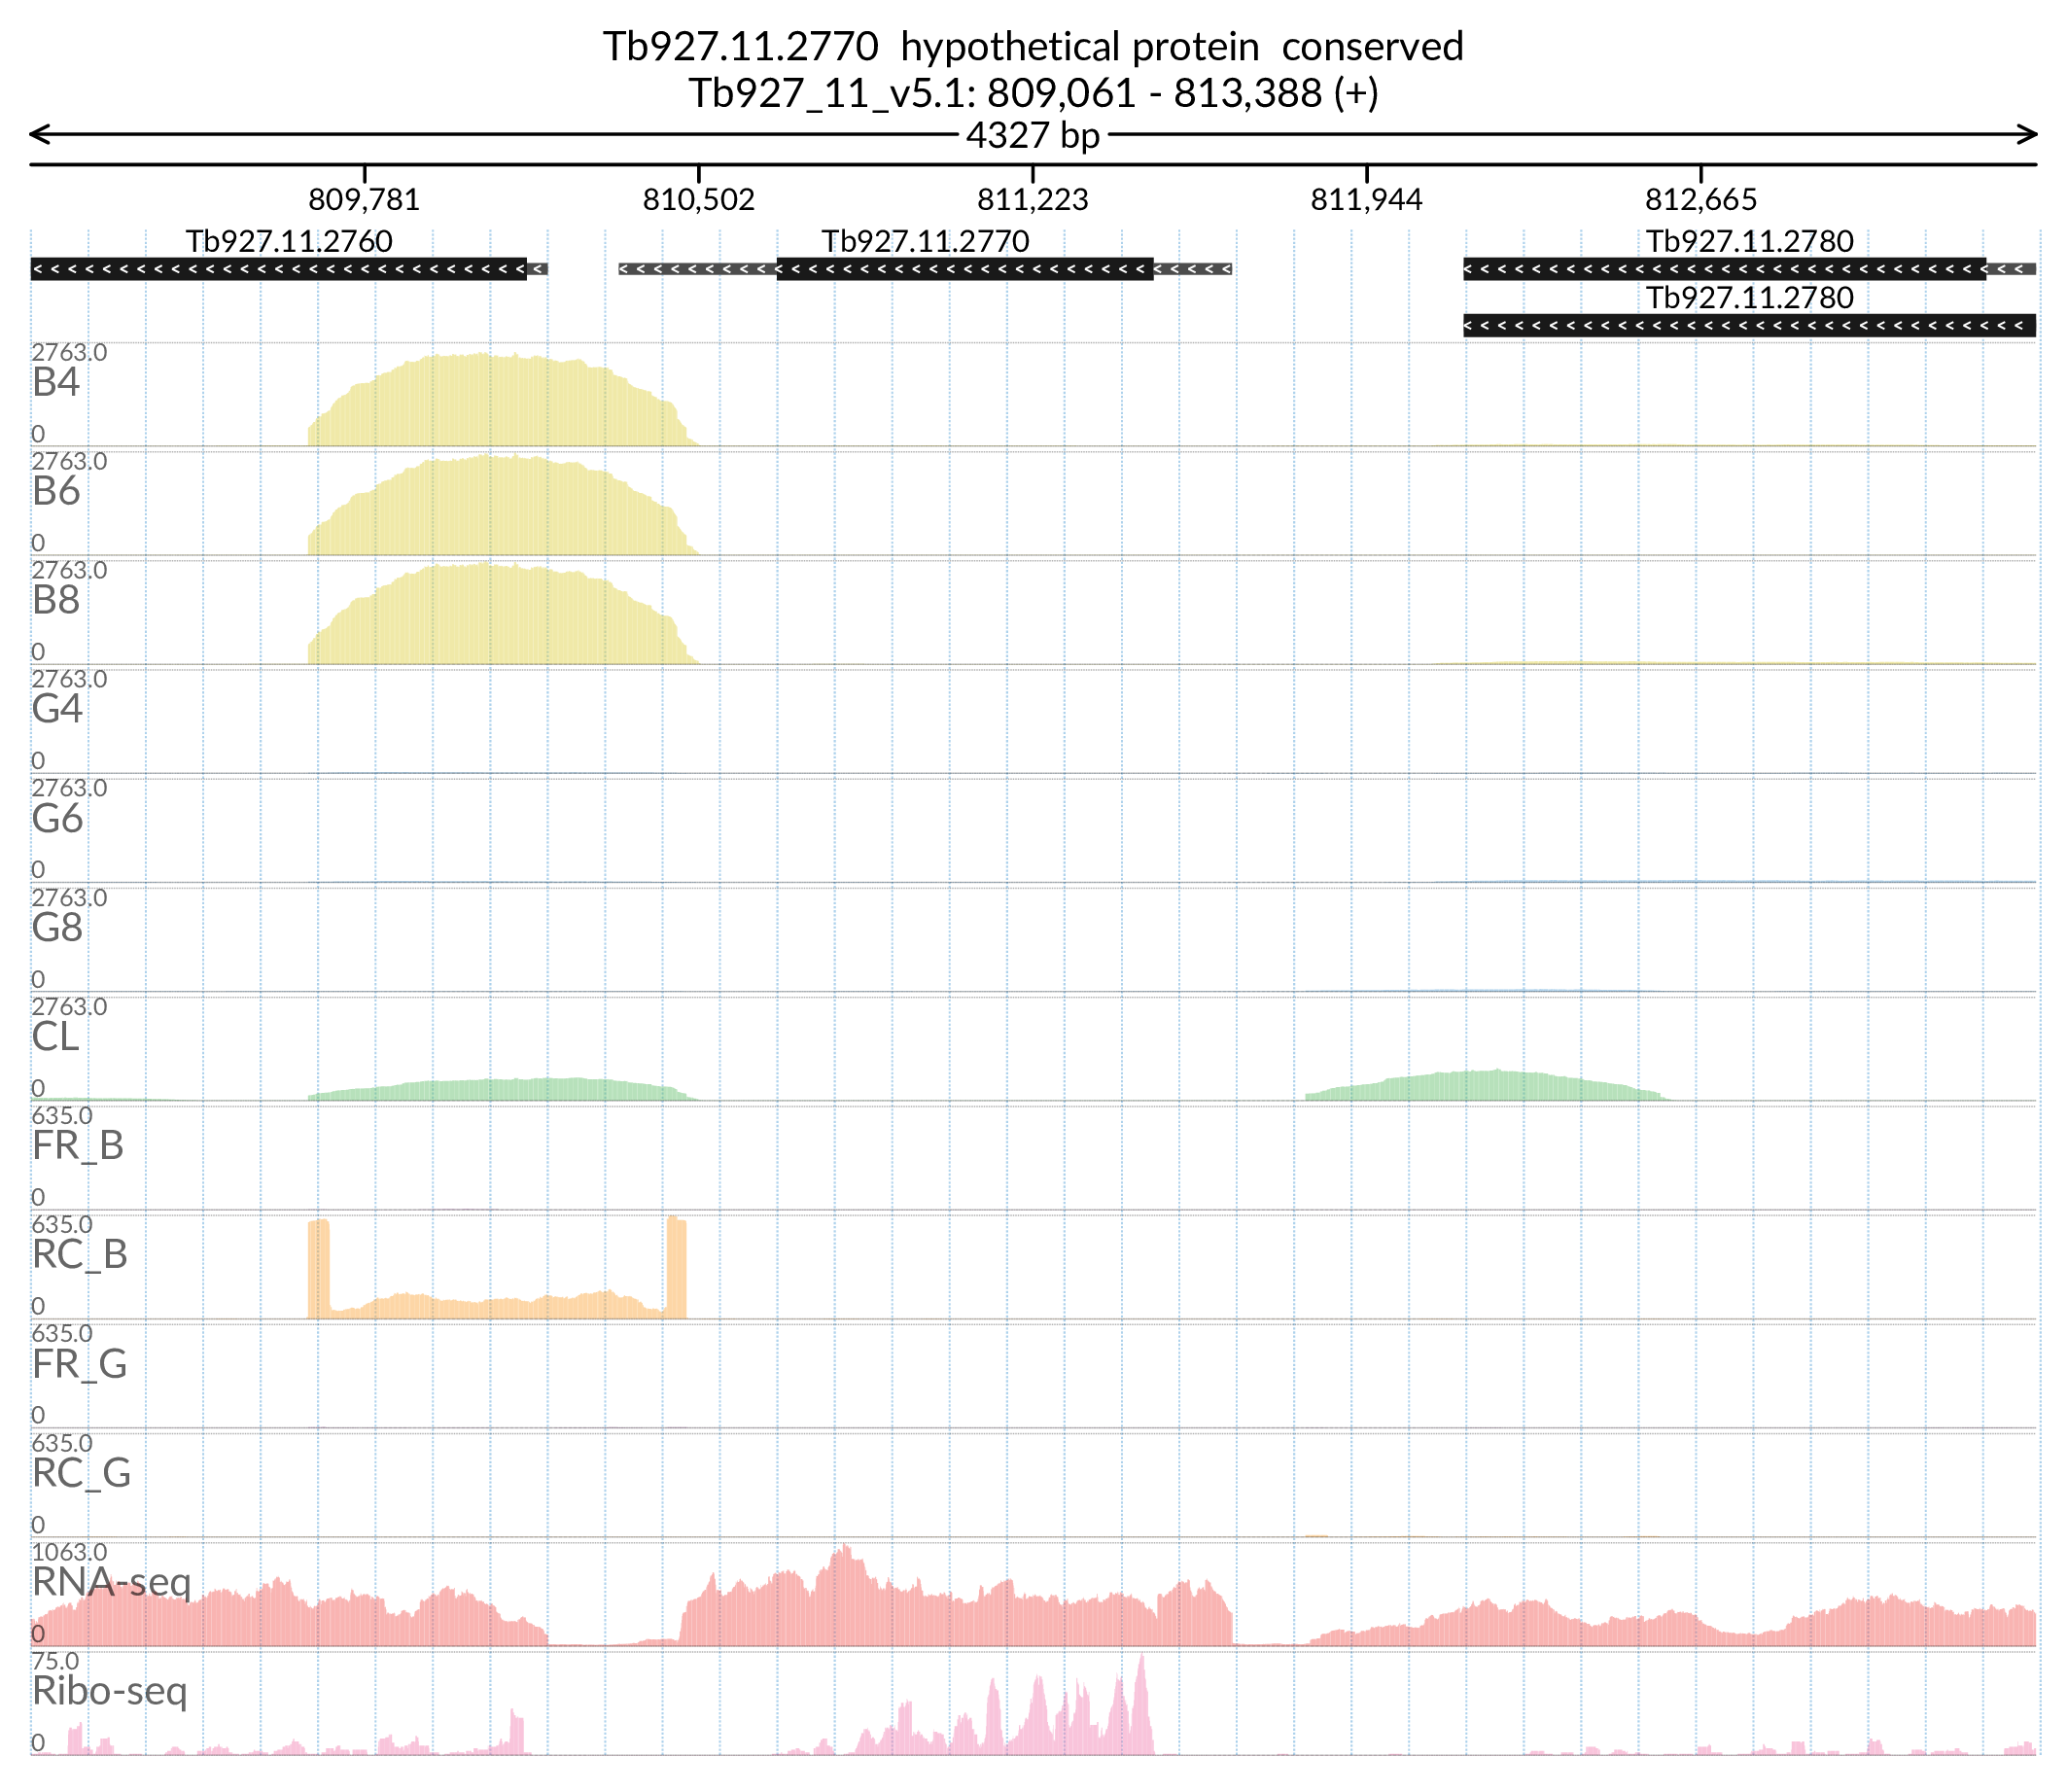 Tb927.11.2770 hypothetical protein conserved
Tb927_11_v5.1: 809,061 - 813,388 (+)
4327 bp
809,781 810,502 811,223 811,944 812,665
Tb927.11.2760 Tb927.11.2770 Tb927.11.2780
Tb927.11.2780
2763.0
B4
0
2763.0
B6
0
2763.0
B8
0
2763.0
G4
0
2763.0
G6
0
2763.0
G8
0
2763.0
CL
0
635.0
FR_B
0
635.0
RC_B
0
635.0
FR_G
0
635.0
RC_G
0
1063.0
RNA-seq
0
75.0
Ribo-seq
0